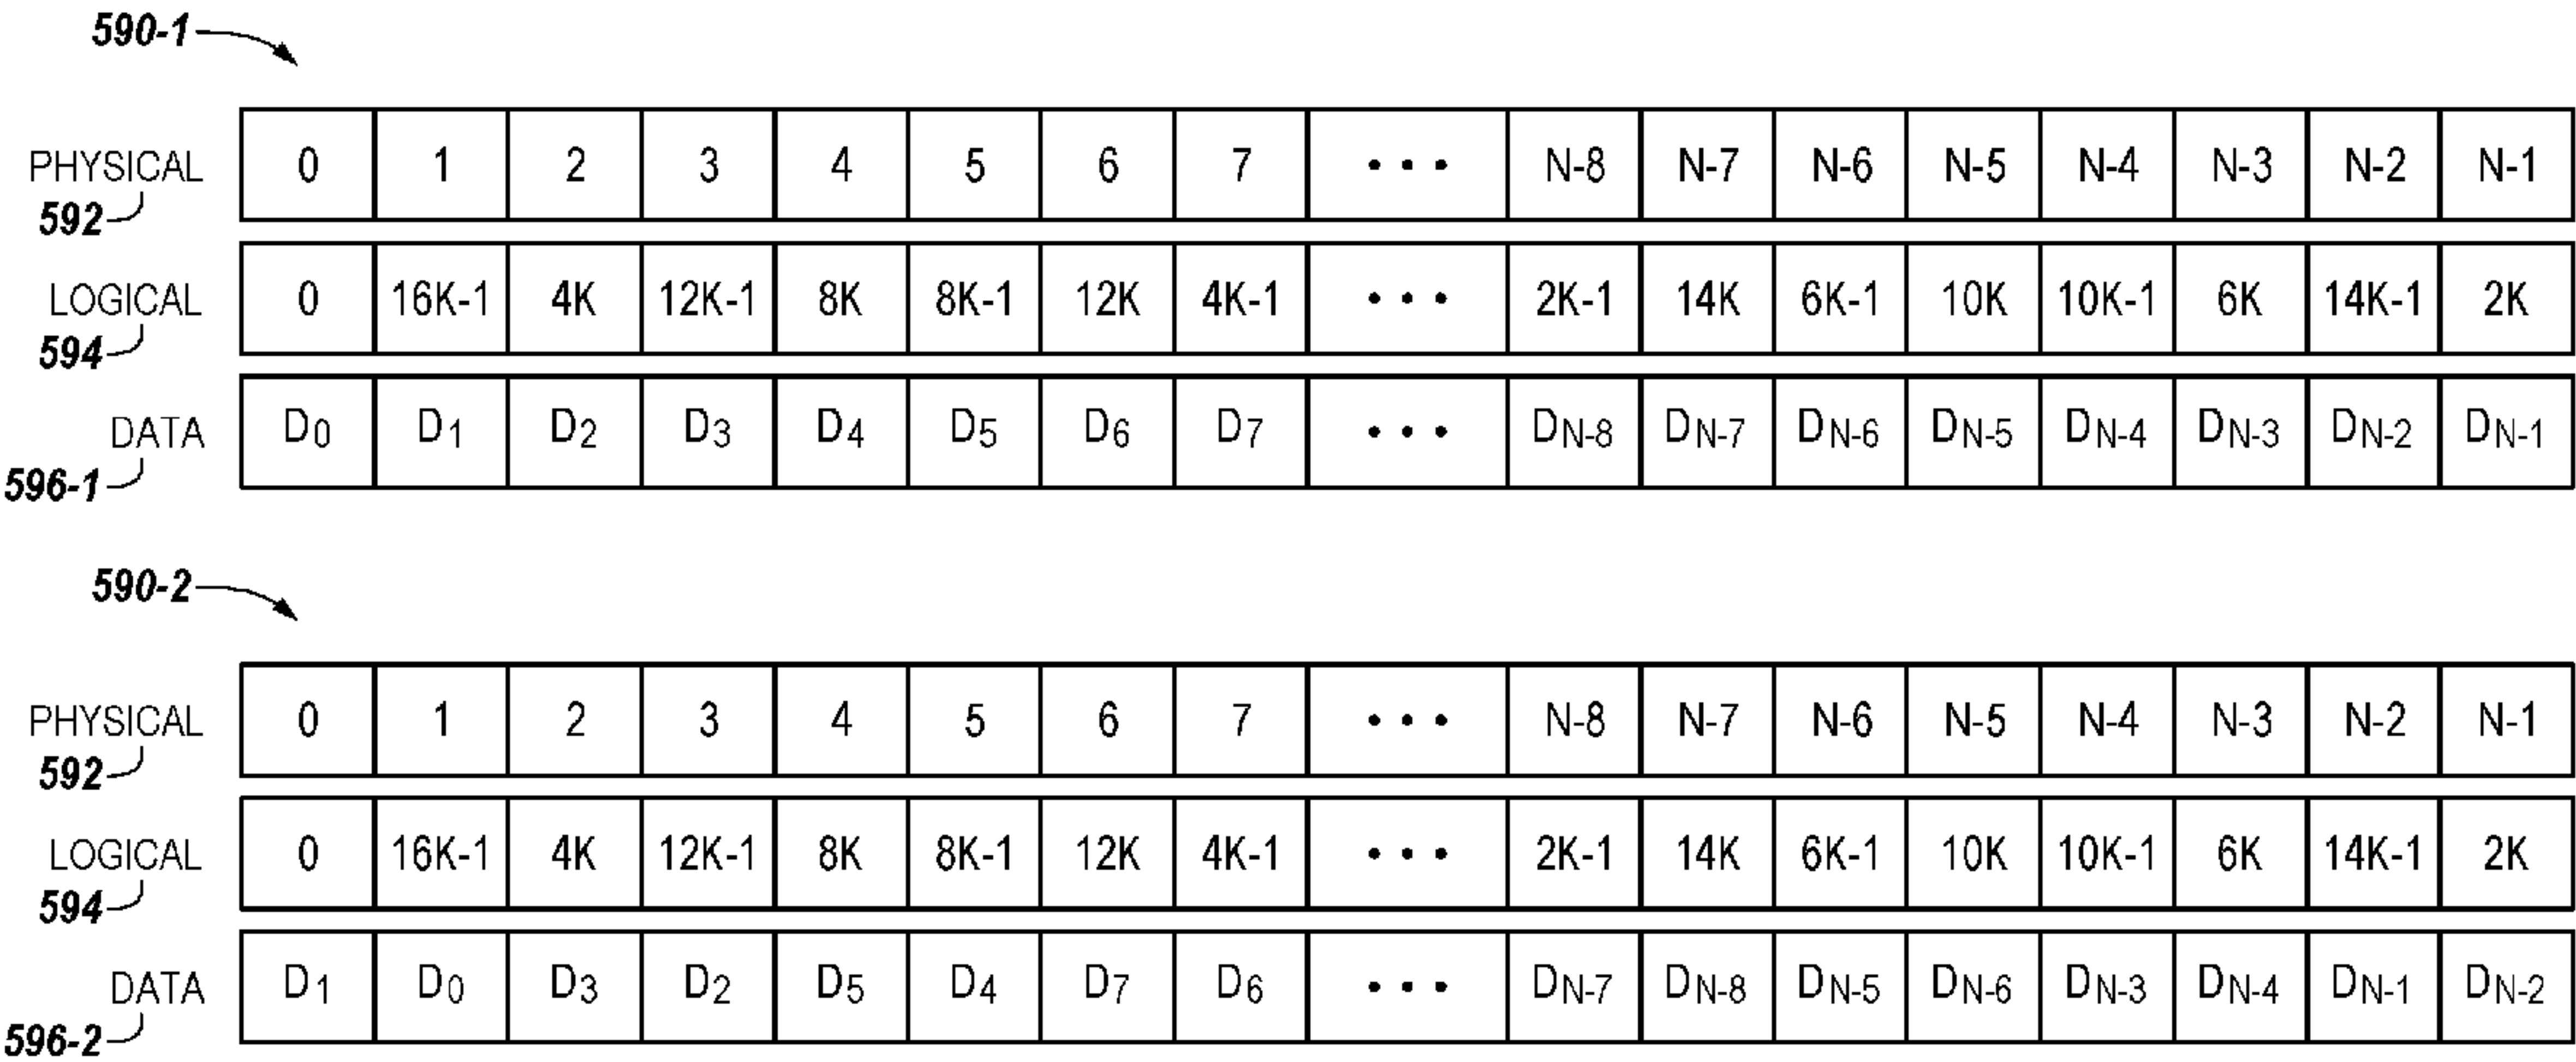 590-1
PHYSICAL 0 1 2 3 4 5 6 7 • • • N-8 N-7 N-6 N-5 N-4 N-3 N-2 N-1
592
LOGICAL 0 16K-1 4K 12K-1 8K 8K-1 12K 4K-1 • • • 2K-1 14K 6K-1 10K 10K-1 6K 14K-1 2K
594
DATA D0 D1 D2 D3 D4 D5 D6 D7 • • • DN-8 DN-7 DN-6 DN-5 DN-4 DN-3 DN-2 DN-1
596-1
590-2
PHYSICAL 0 1 2 3 4 5 6 7 • • • N-8 N-7 N-6 N-5 N-4 N-3 N-2 N-1
592
LOGICAL 0 16K-1 4K 12K-1 8K 8K-1 12K 4K-1 • • • 2K-1 14K 6K-1 10K 10K-1 6K 14K-1 2K
594
DATA D1 D0 D3 D2 D5 D4 D7 D6 • • • DN-7 DN-8 DN-5 DN-6 DN-3 DN-4 DN-1 DN-2
596-2